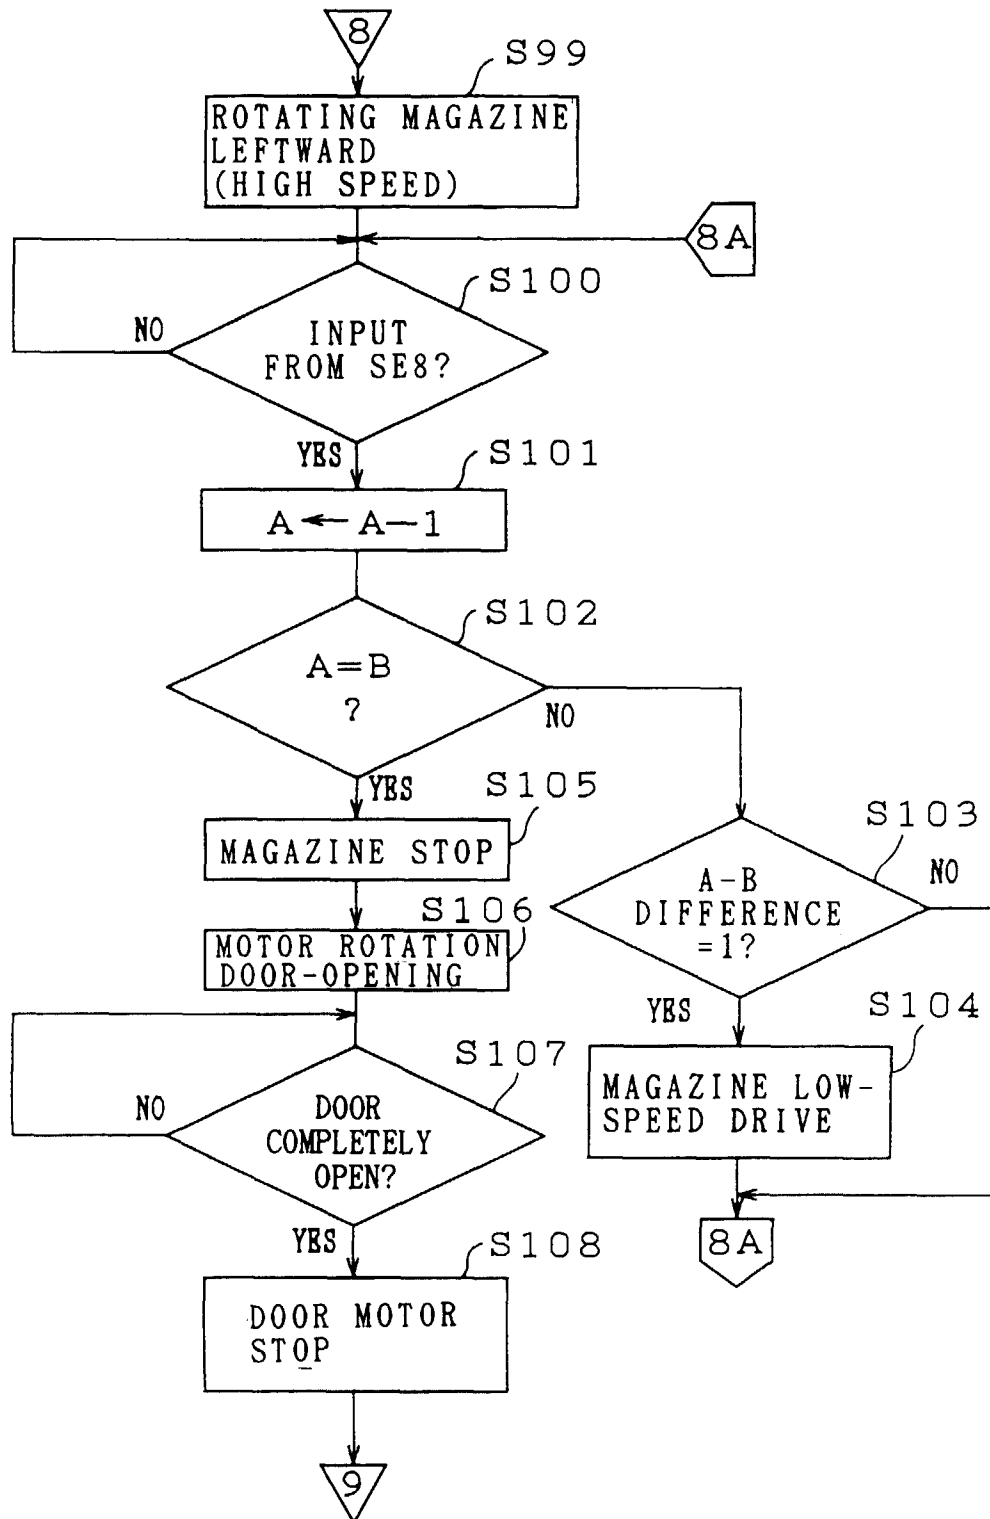 8
S99
ROTATING MAGAZINE
LEFTWARD
(HIGH SPEED)
8A
S100
INPUT
FROM SE8?
NO
YES
S101
A ← A-1
S102
A=B
?
NO
YES
S105
MAGAZINE STOP
S103
A-B
DIFFERENCE
=1?
NO
YES
S106
MOTOR ROTATION
DOOR-OPENING
S104
MAGAZINE LOW-
SPEED DRIVE
8A
S107
DOOR
COMPLETELY
OPEN?
NO
YES
S108
DOOR MOTOR
STOP
9